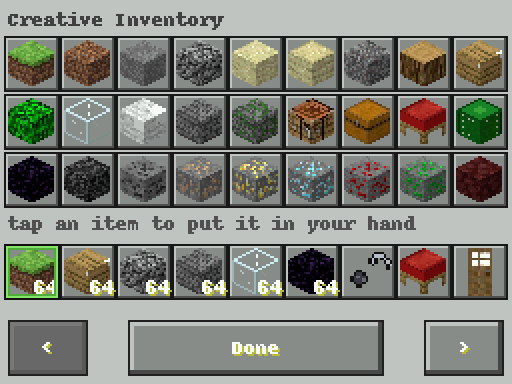 Creative Inventory
tap an item to put it in your hand
64 64 64 64 64 64
< Done >